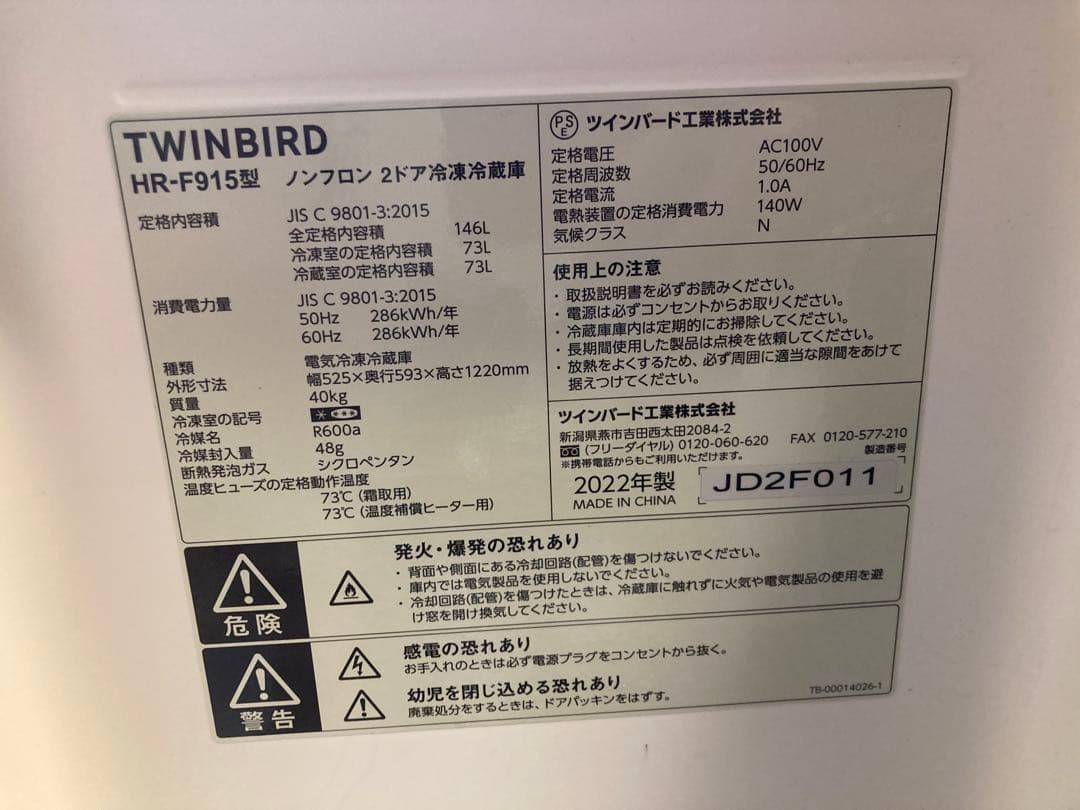 TWINBIRD
HR-F915型 ノンフロン 2ドア冷凍冷蔵庫
定格内容積 JIS C 9801-3:2015
全定格内容積 146L
冷凍室の定格内容積 73L
冷蔵室の定格内容積 73L
消費電力量 JIS C 9801-3:2015
50Hz 286kWh/年
60Hz 286kWh/年
種類 電気冷凍冷蔵庫
外形寸法 幅525×奥行593×高さ1220mm
質量 40kg
冷凍室の記号
冷媒名 R600a
冷媒封入量 48g
断熱発泡ガス シクロペンタン
温度ヒューズの定格動作温度
73℃（霜取用）
73℃（温度補償ヒーター用）
PSE ツインバード工業株式会社
定格電圧 AC100V
定格周波数 50/60Hz
定格電流 1.0A
電熱装置の定格消費電力 140W
気候クラス N
使用上の注意
・取扱説明書を必ずお読みください。
・電源は必ずコンセントからお取りください。
・冷蔵庫庫内は定期的にお掃除してください。
・長期間使用した製品は点検を依頼してください。
・放熱をよくするため、必ず周囲に適当な隙間をあけて
据えつけてください。
ツインバード工業株式会社
新潟県燕市吉田西太田2084-2
(フリーダイヤル) 0120-060-620 FAX 0120-577-210
※携帯電話からもご利用いただけます。
製造番号
2022年製 JD2F011
MADE IN CHINA
危険
発火・爆発の恐れあり
・背面や側面にある冷却回路(配管)を傷つけないでください。
・庫内では電気製品を使用しないでください。
・冷却回路(配管)を傷つけたときは、冷蔵庫に触れずに火気や電気製品の使用を避
け窓を開け換気してください。
警告
感電の恐れあり
お手入れのときは必ず電源プラグをコンセントから抜く。
幼児を閉じ込める恐れあり
廃棄処分をするときは、ドアパッキンをはずす。
TB-00014026-1